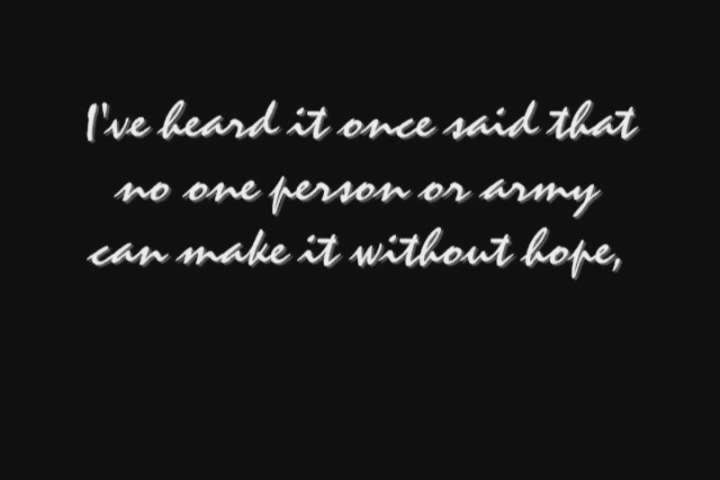 I've heard it once said that
no one person or army
can make it without hope,